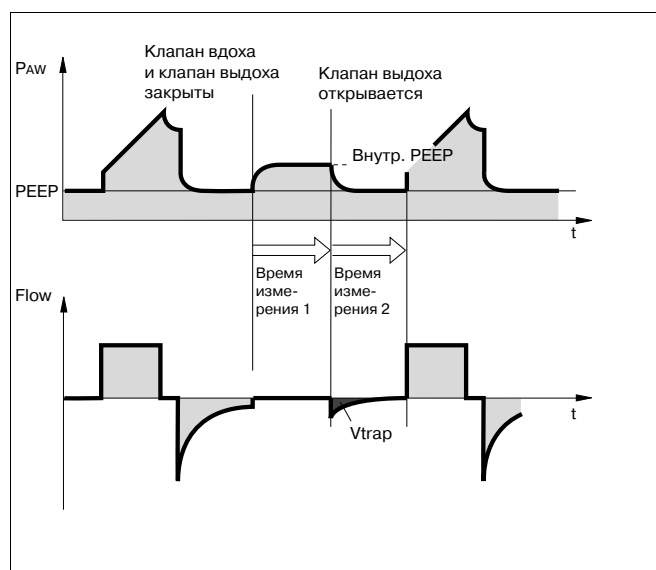 Клапан вдоха
и клапан выдоха
закрыты
Клапан выдоха
открывается
PAW
Внутр. PEEP
PEEP
t
Время
изме-
рения 1
Время
изме-
рения 2
Flow
t
Vtrap